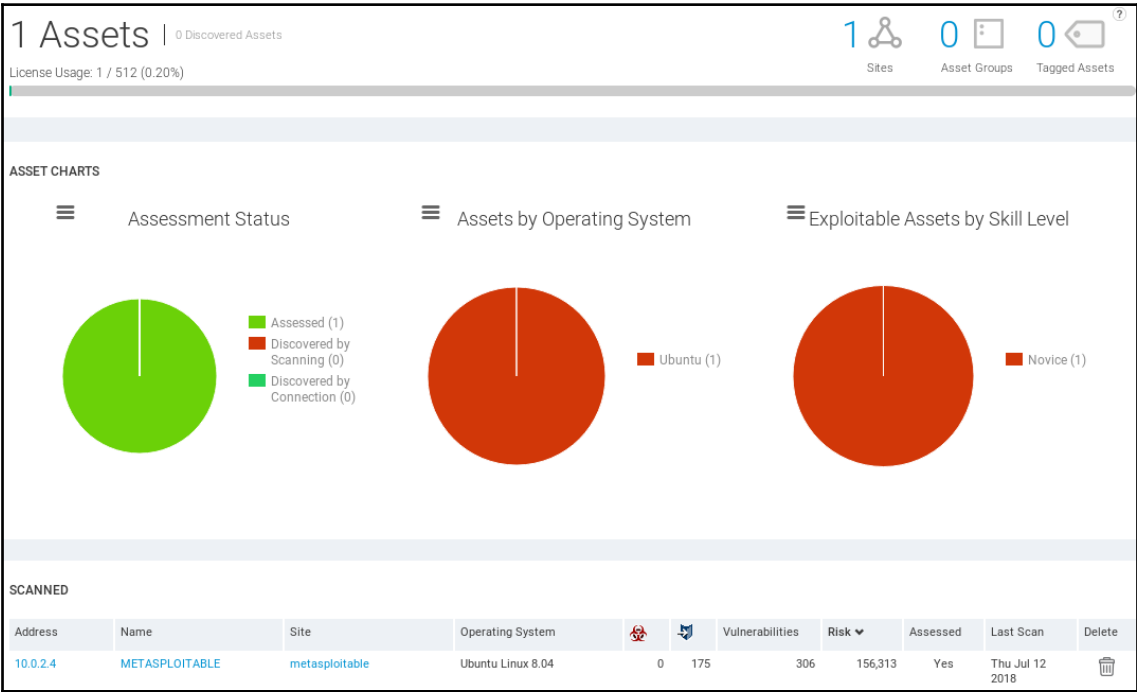 1 Assets | 0 Discovered Assets
1
0
0
?
Sites
Asset Groups
Tagged Assets
License Usage: 1 / 512 (0.20%)
ASSET CHARTS
Assessment Status
Assessed (1)
Discovered by
Scanning (0)
Discovered by
Connection (0)
Assets by Operating System
Ubuntu (1)
Exploitable Assets by Skill Level
Novice (1)
SCANNED
Address Name Site Operating System Vulnerabilities Risk Assessed Last Scan Delete
10.0.2.4 METASPLOITABLE metasploitable Ubuntu Linux 8.04 0 175 306 156,313 Yes Thu Jul 12
2018